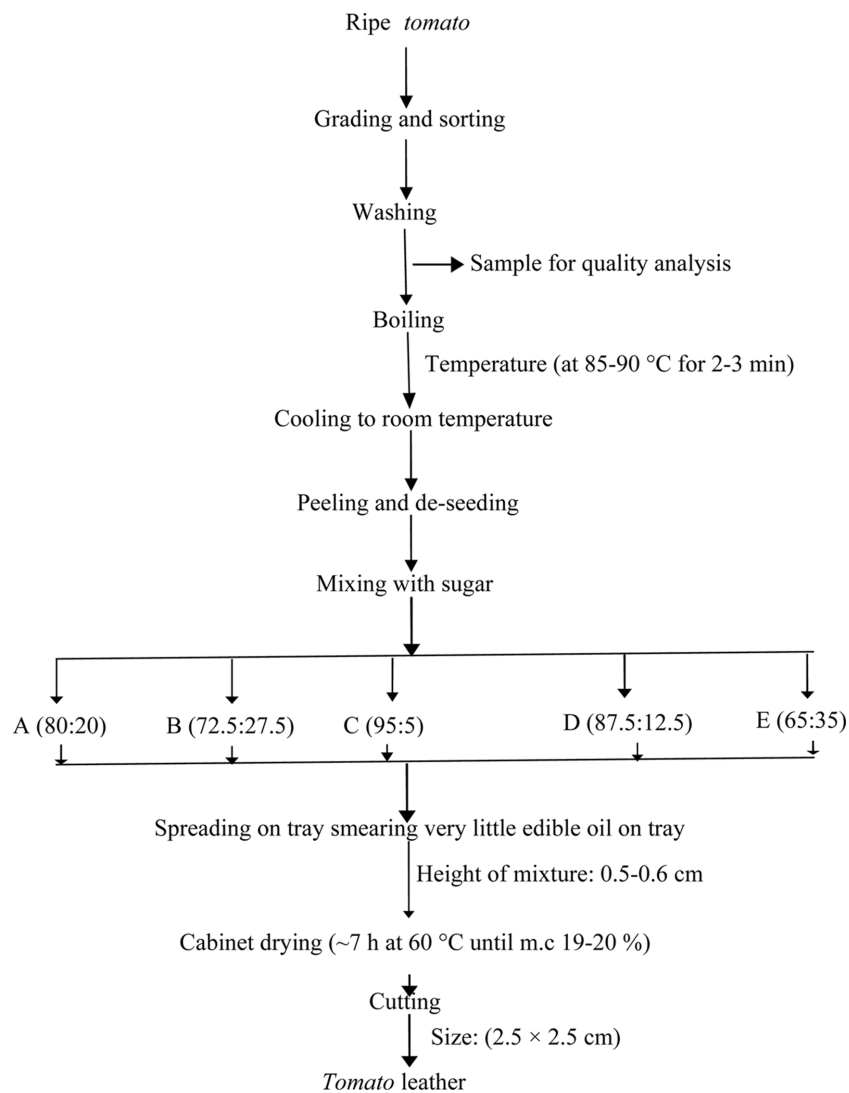 Ripe tomato
Grading and sorting
Washing
Sample for quality analysis
Boiling
Temperature (at 85-90 °C for 2-3 min)
Cooling to room temperature
Peeling and de-seeding
Mixing with sugar
A (80:20)
B (72.5:27.5)
C (95:5)
D (87.5:12.5)
E (65:35)
Spreading on tray smearing very little edible oil on tray
Height of mixture: 0.5-0.6 cm
Cabinet drying (~7 h at 60 °C until m.c 19-20 %)
Cutting
Size: (2.5 × 2.5 cm)
Tomato leather